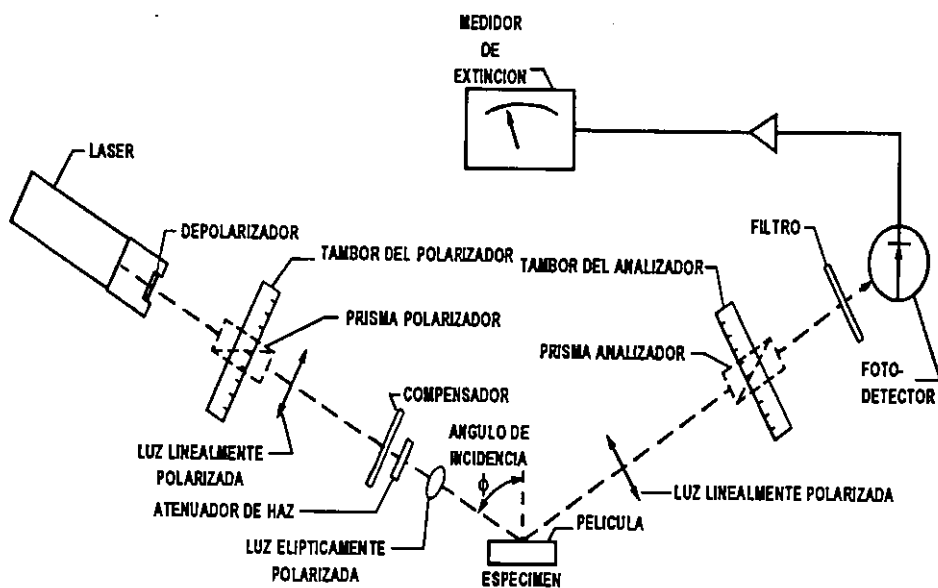 MEDIDOR
DE
EXTINCION
LASER
DEPOLARIZADOR
TAMBOR DEL POLARIZADOR
TAMBOR DEL ANALIZADOR
FILTRO
PRISMA POLARIZADOR
PRISMA ANALIZADOR
FOTO-
DETECTOR
COMPENSADOR
ANGULO DE
INCIDENCIA
ϕ
LUZ LINEALMENTE
POLARIZADA
ATENUADOR DE HAZ
LUZ LINEALMENTE POLARIZADA
LUZ ELIPTICAMENTE
POLARIZADA
PELICULA
ESPECIMEN